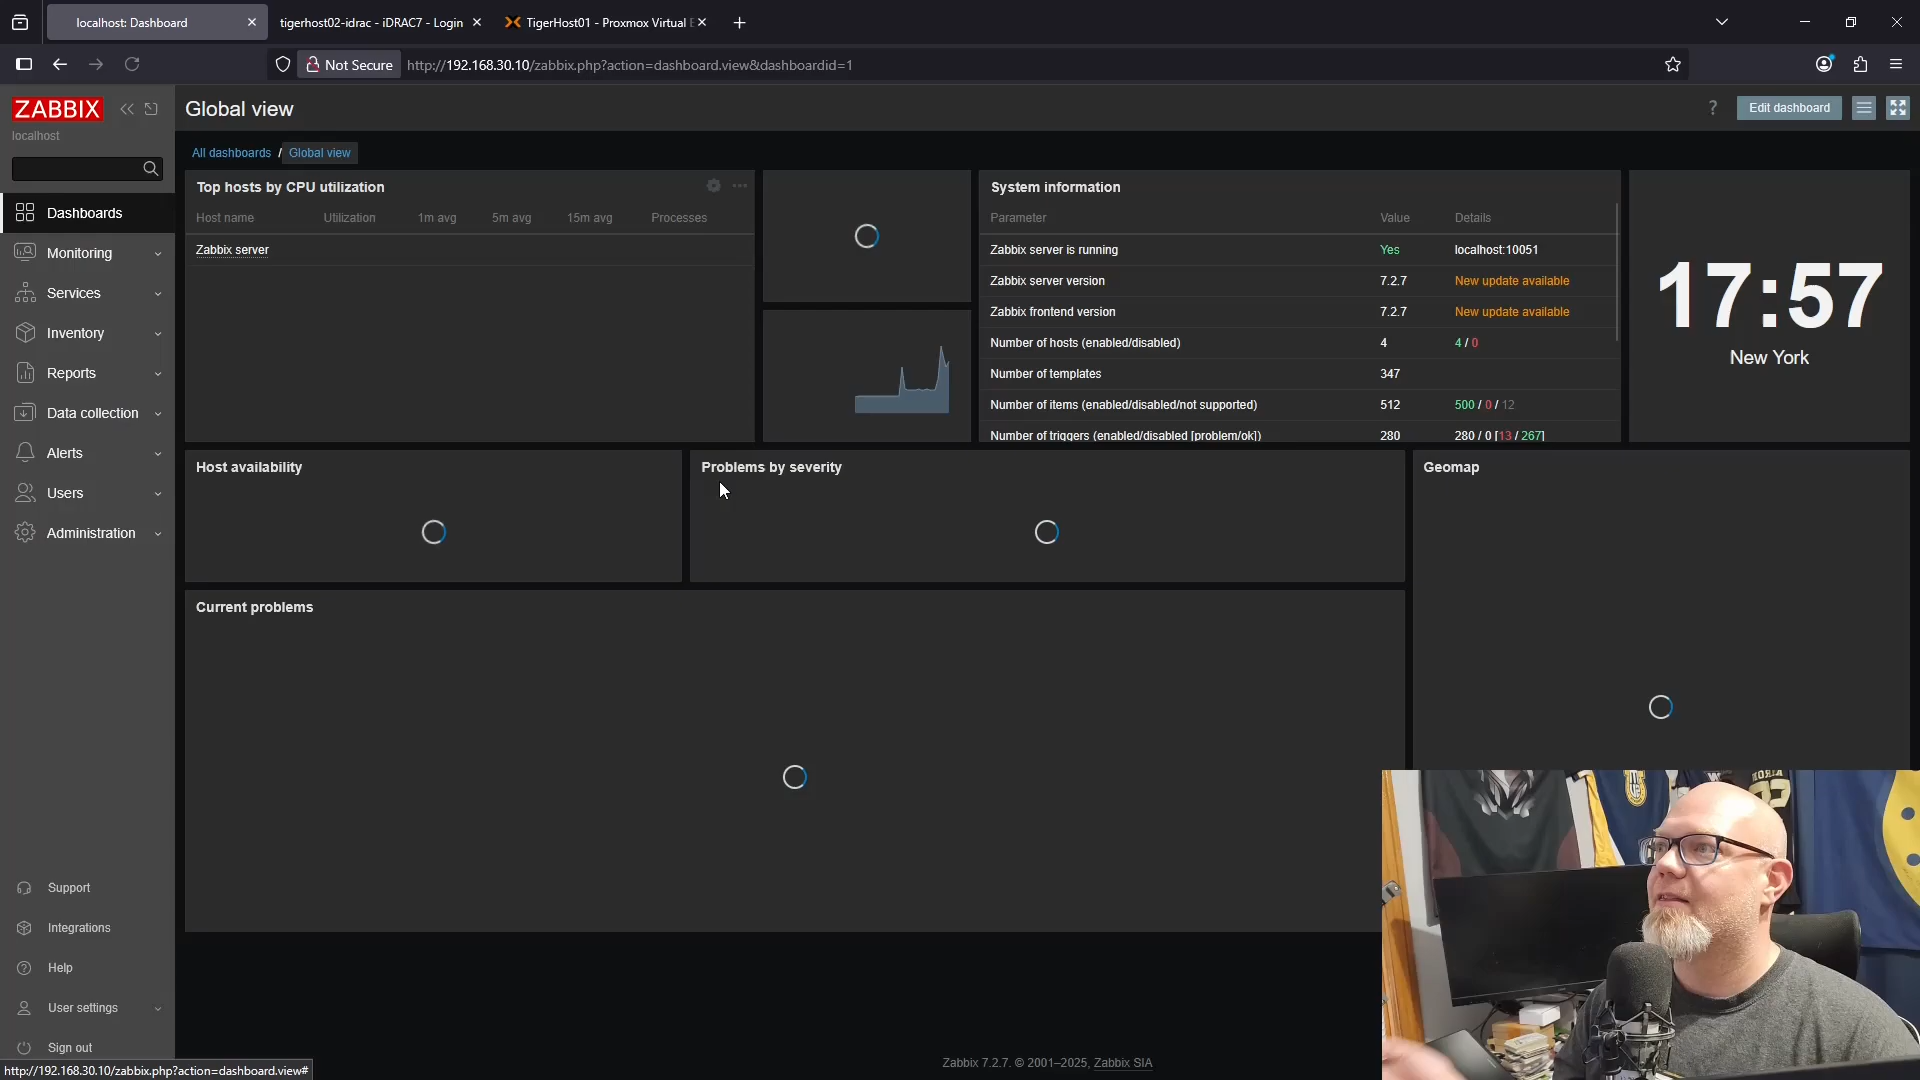 localhost: Dashboard
tigerhost02-idrac - iDRAC7 - Login
TigerHost01 - Proxmox Virtual E
Not Secure
http://192.168.30.10/zabbix.php?action=dashboard.view&dashboardid=1
ZABBIX
localhost
Dashboards
Monitoring
Services
Inventory
Reports
Data collection
Alerts
Users
Administration
Support
Integrations
Help
User settings
Sign out
http://192.168.30.10/zabbix.php?action=dashboard.view#
Global view
? Edit dashboard
All dashboards / Global view
Top hosts by CPU utilization
Host name Utilization 1m avg 5m avg 15m avg Processes
Zabbix server
System information
Parameter Value Details
Zabbix server is running Yes localhost:10051
Zabbix server version 7.2.7 New update available
Zabbix frontend version 7.2.7 New update available
Number of hosts (enabled/disabled) 4 4 / 0
Number of templates 347
Number of items (enabled/disabled/not supported) 512 500 / 0 / 12
Number of triggers (enabled/disabled [problem/ok]) 280 280 / 0 [13 / 267]
17:57
New York
Host availability
Problems by severity
Geomap
Current problems
Zabbix 7.2.7. © 2001–2025, Zabbix SIA